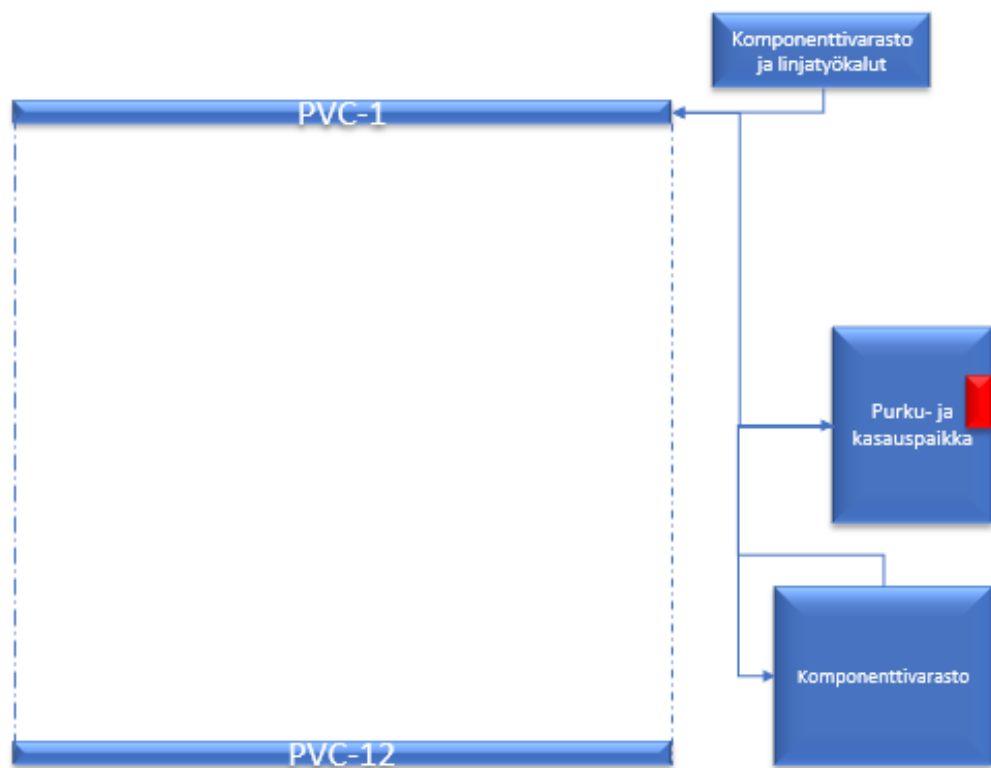 Komponenttivarasto
ja linjatyökalut
PVC-1
Purku- ja
kasauspaikka
Komponenttivarasto
PVC-12